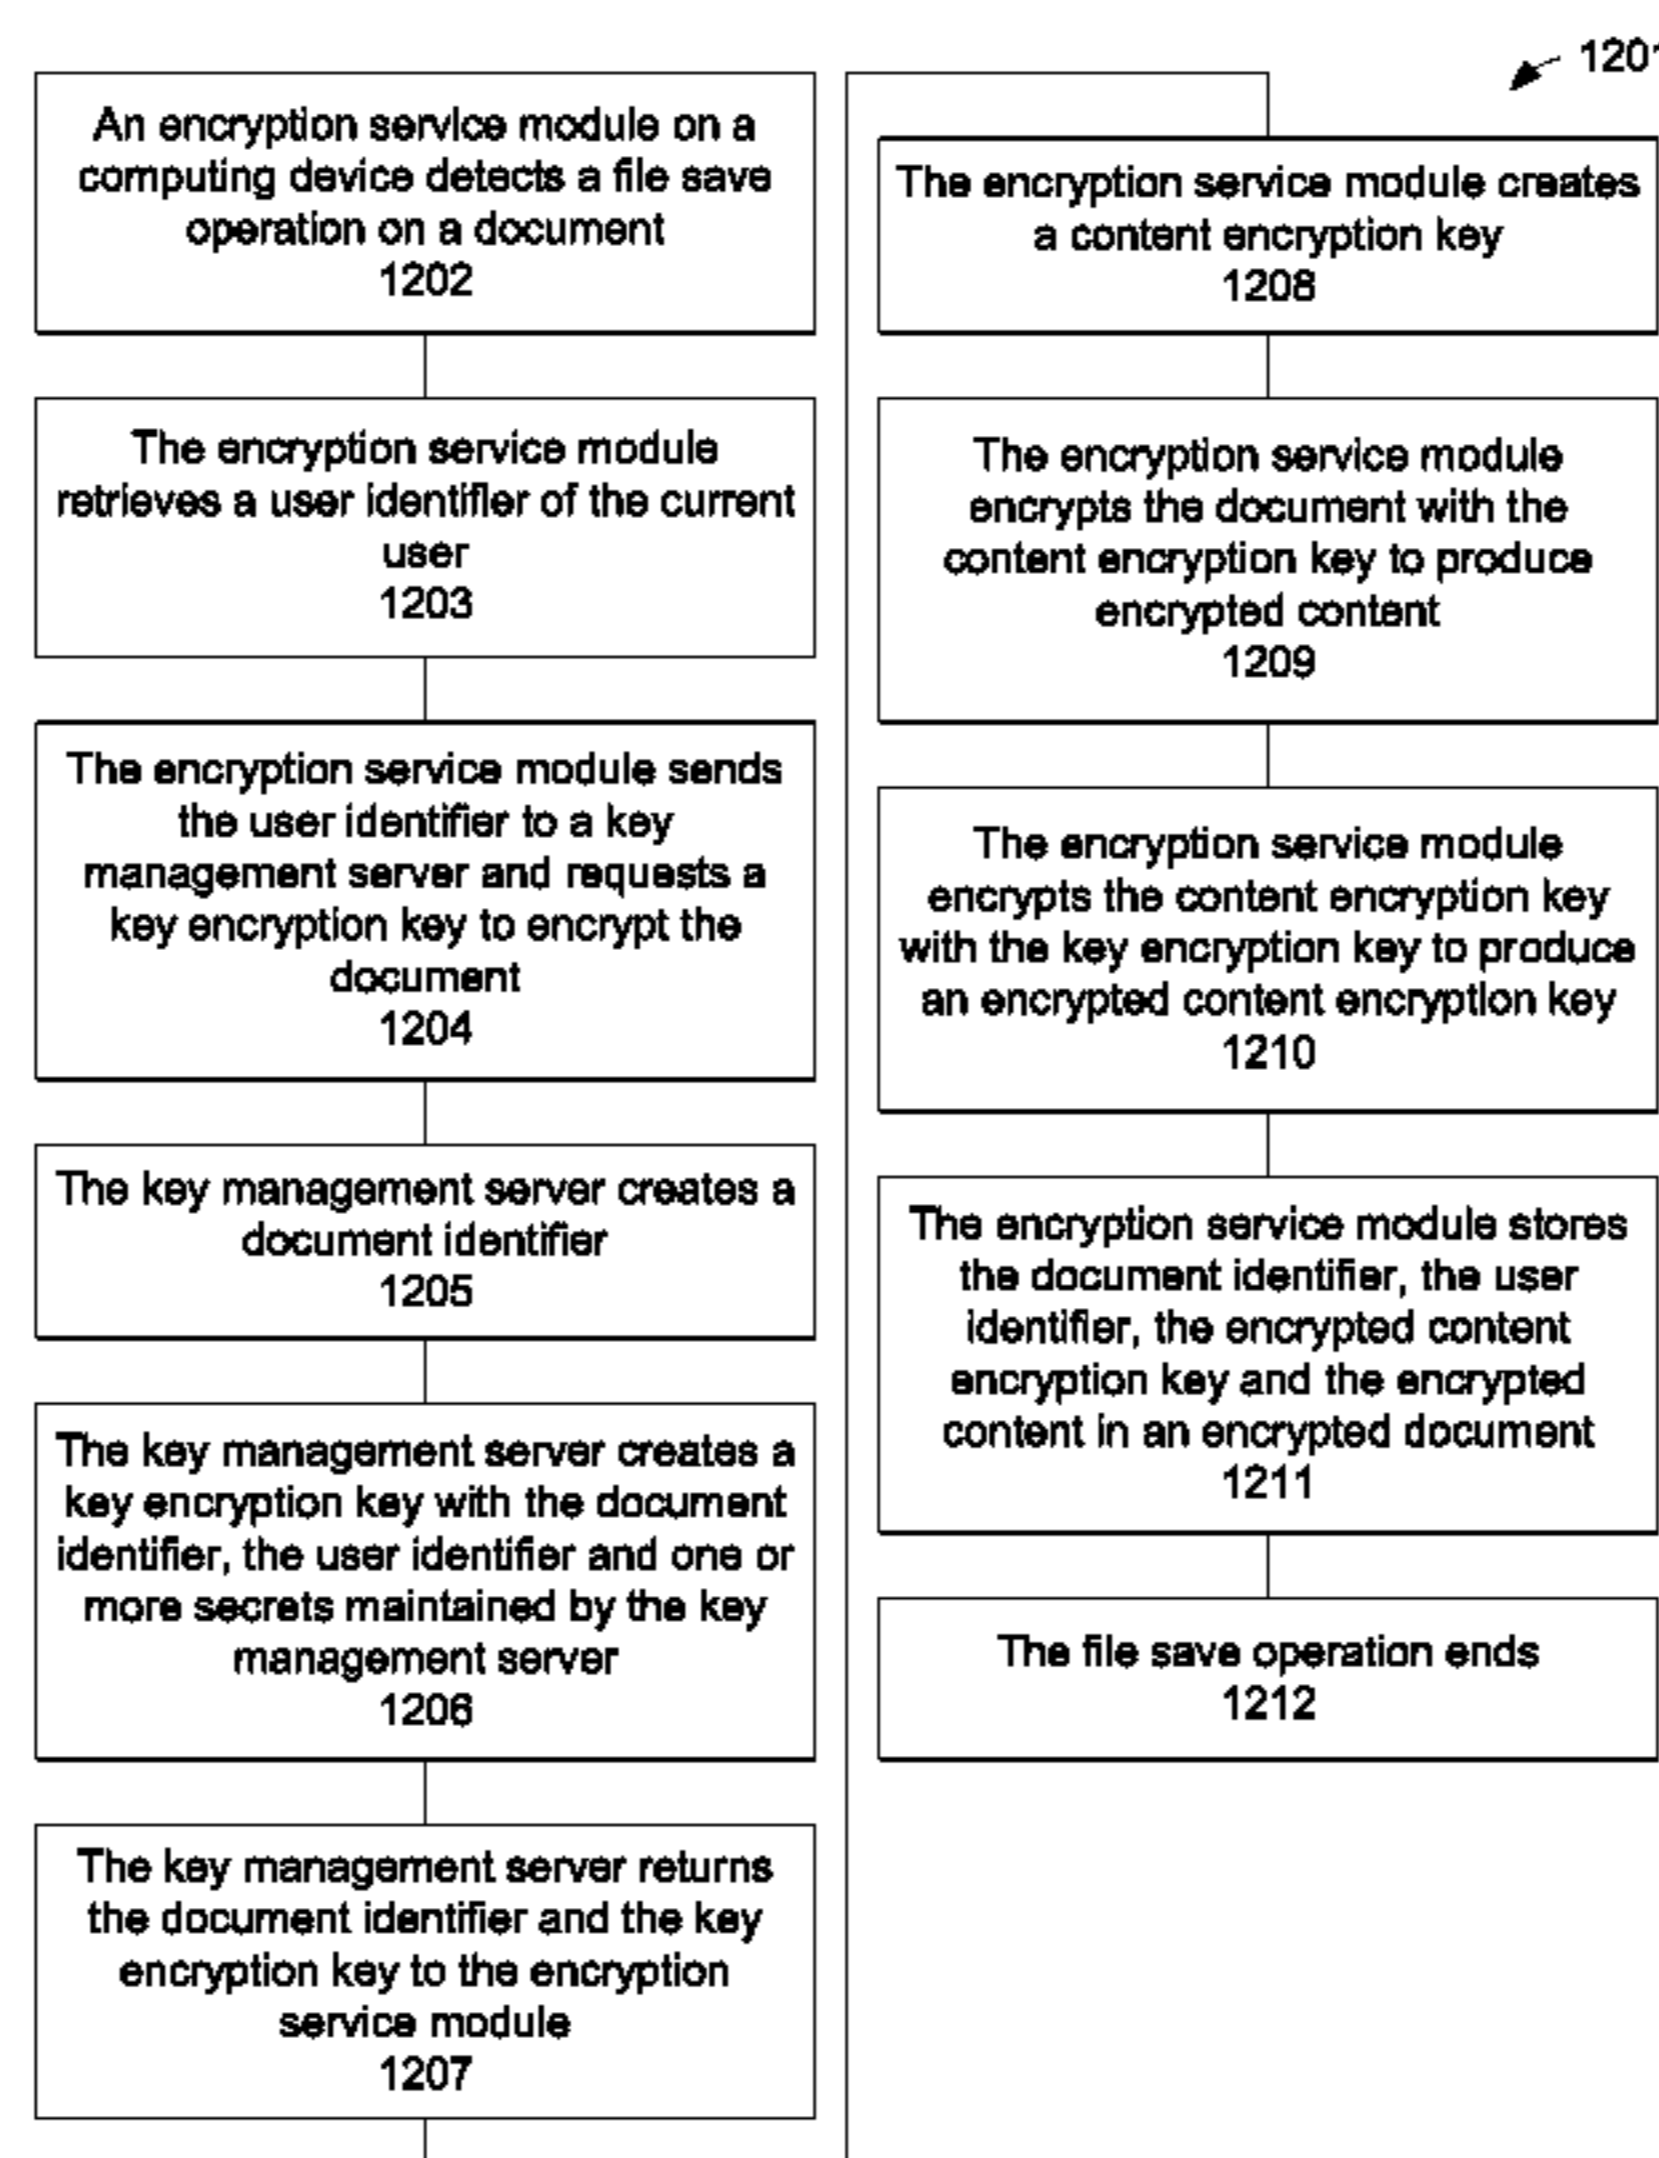 An encryption service module on a
computing device detects a file save
operation on a document
1202
The encryption service module
retrieves a user identifier of the current
user
1203
The encryption service module sends
the user identifier to a key
management server and requests a
key encryption key to encrypt the
document
1204
The key management server creates a
document identifier
1205
The key management server creates a
key encryption key with the document
identifier, the user identifier and one or
more secrets maintained by the key
management server
1206
The key management server returns
the document identifier and the key
encryption key to the encryption
service module
1207
1201
The encryption service module creates
a content encryption key
1208
The encryption service module
encrypts the document with the
content encryption key to produce
encrypted content
1209
The encryption service module
encrypts the content encryption key
with the key encryption key to produce
an encrypted content encryption key
1210
The encryption service module stores
the document identifier, the user
identifier, the encrypted content
encryption key and the encrypted
content in an encrypted document
1211
The file save operation ends
1212